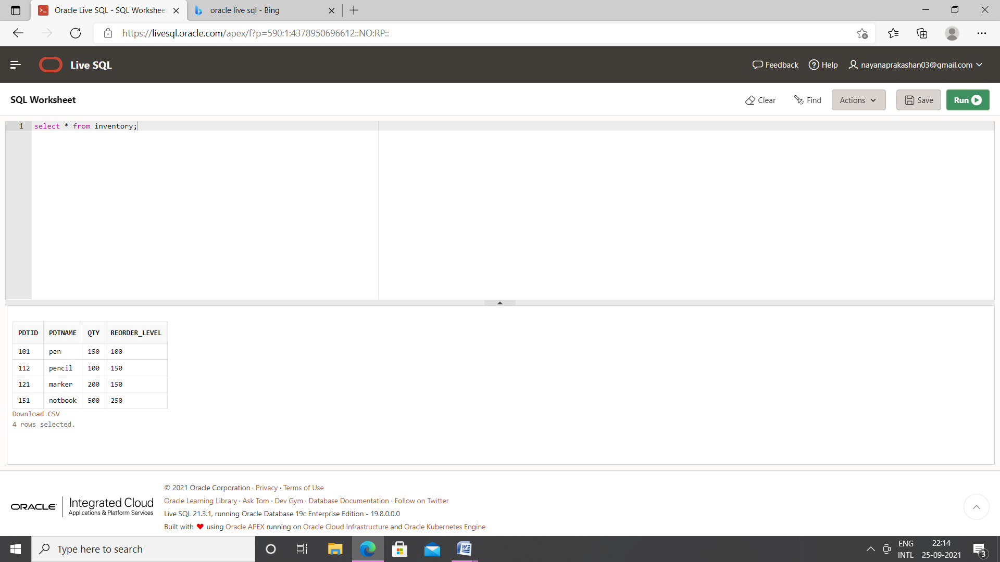 Oracle Live SQL - SQL Workshee
oracle live sql - Bing
https://livesql.oracle.com/apex/f?p=590:1:4378950696612::NO:RP::
Live SQL
Feedback
Help
nayanaprakashan03@gmail.com
SQL Worksheet
Clear
Find
Actions
Save
Run
1 select * from inventory;
PDTID PDTNAME QTY REORDER_LEVEL
101 pen 150 100
112 pencil 100 150
121 marker 200 150
151 notbook 500 250
Download CSV
4 rows selected.
© 2021 Oracle Corporation · Privacy · Terms of Use
ORACLE Integrated Cloud
Applications & Platform Services
Oracle Learning Library · Ask Tom · Dev Gym · Database Documentation · Follow on Twitter
Live SQL 21.3.1, running Oracle Database 19c Enterprise Edition - 19.8.0.0.0
Built with ❤ using Oracle APEX running on Oracle Cloud Infrastructure and Oracle Kubernetes Engine
Type here to search
ENG
INTL
22:14
25-09-2021
3